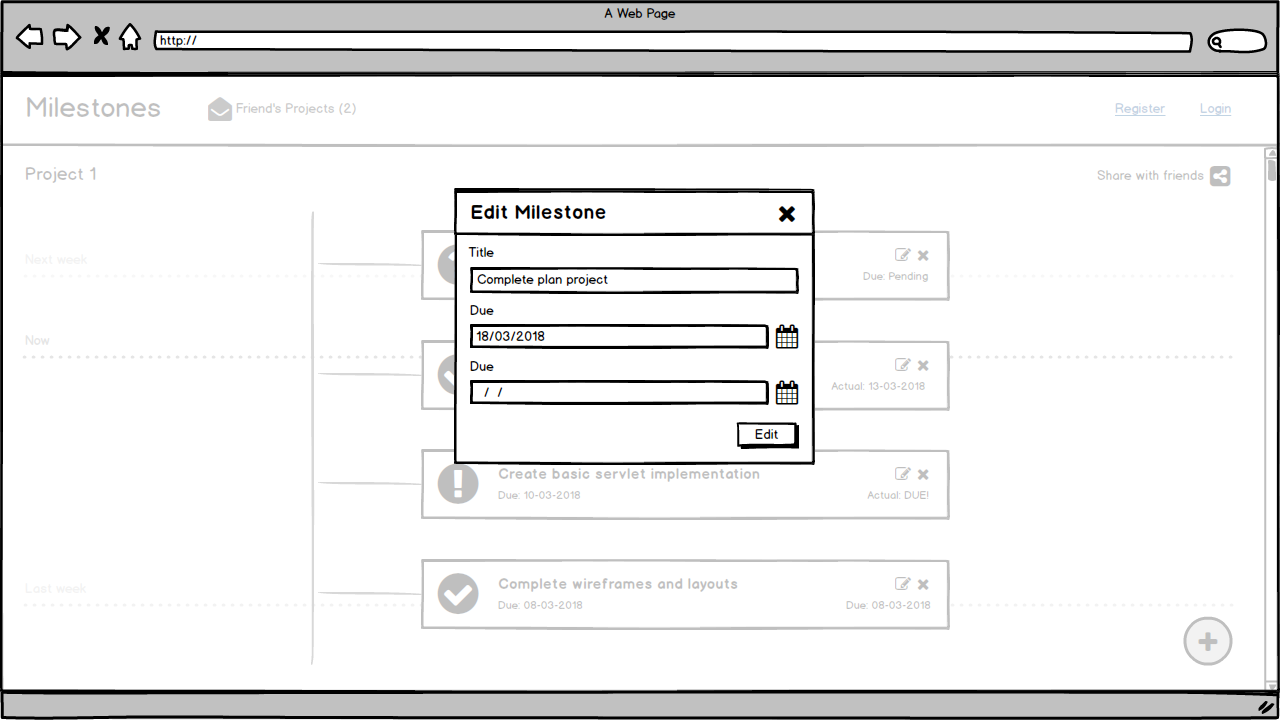 A Web Page
http://
Milestones
Friend's Projects (2)
Register
Login
Project 1
Share with friends
Edit Milestone
Title
Complete plan project
Due
18/03/2018
Due
/ /
Edit
Next week
Due: Pending
Now
Actual: 13-03-2018
Create basic servlet implementation
Due: 10-03-2018
Actual: DUE!
Last week
Complete wireframes and layouts
Due: 08-03-2018
Due: 08-03-2018